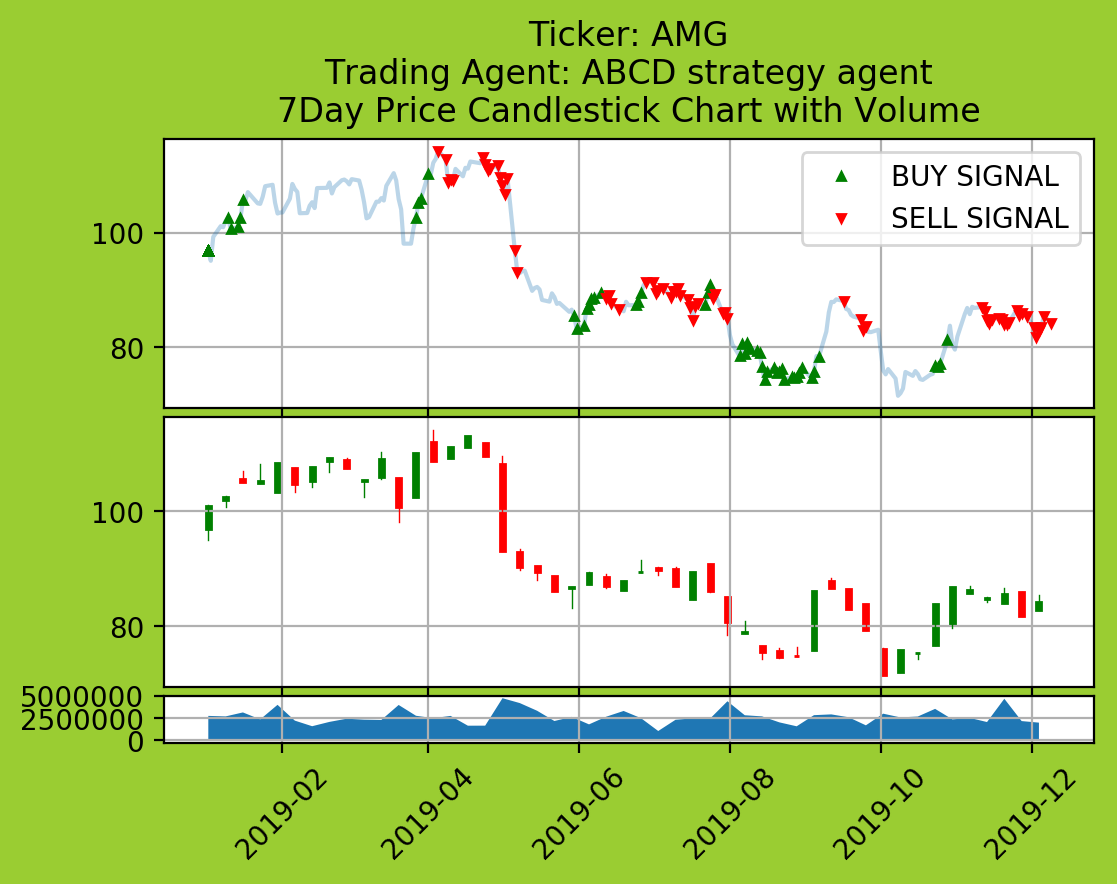 Ticker: AMG
Trading Agent: ABCD strategy agent
7Day Price Candlestick Chart with Volume
BUY SIGNAL
SELL SIGNAL
100
80
100
80
5000000
2500000
0
2019-02
2019-04
2019-06
2019-08
2019-10
2019-12